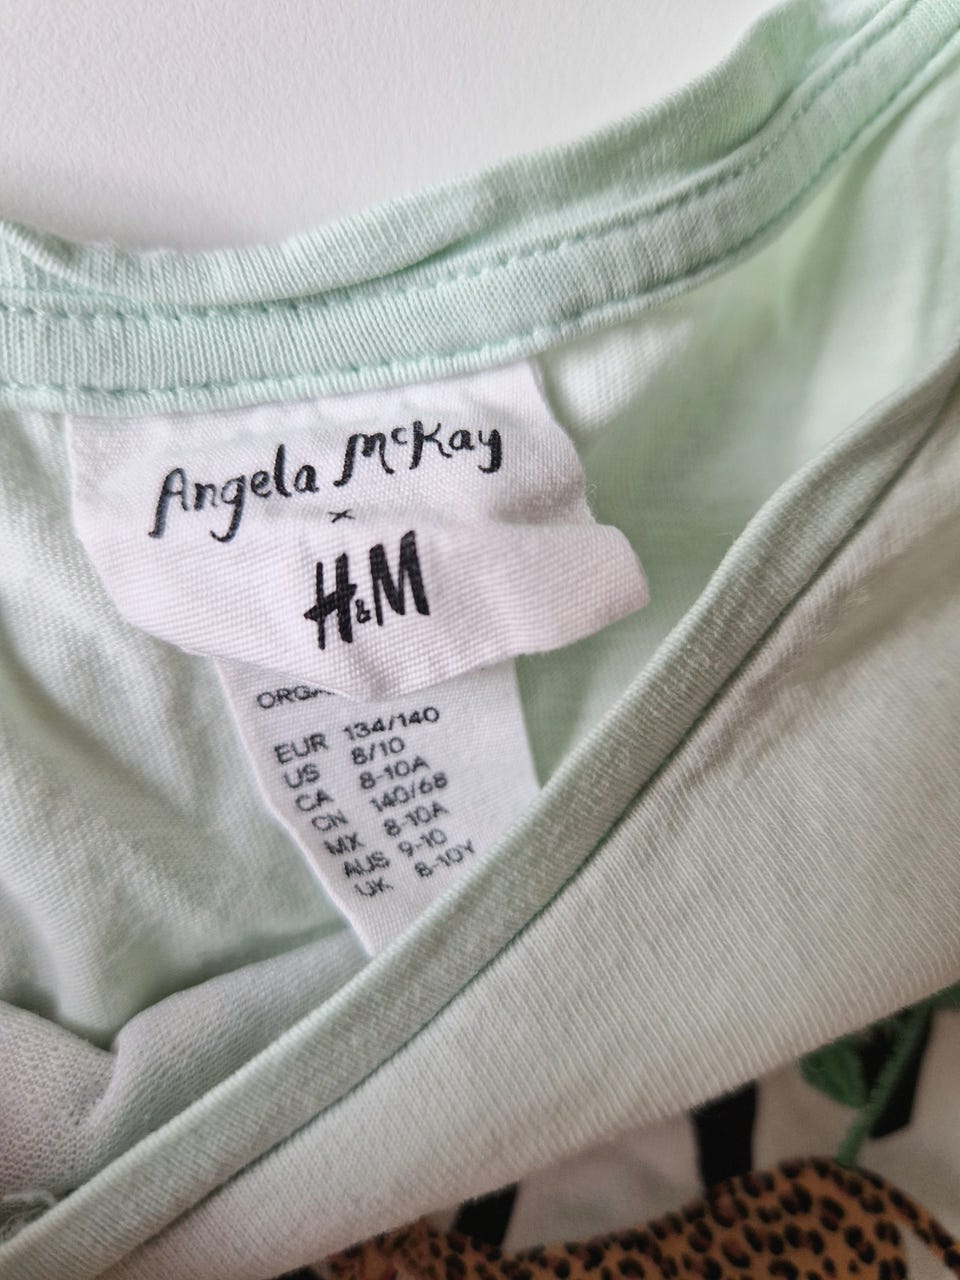 Angela McKay
x
H&M
EUR 134/140
US 8/10
CA 8-10A
CN 140/68
MX 8-10A
AUS 9-10
UK 8-10Y